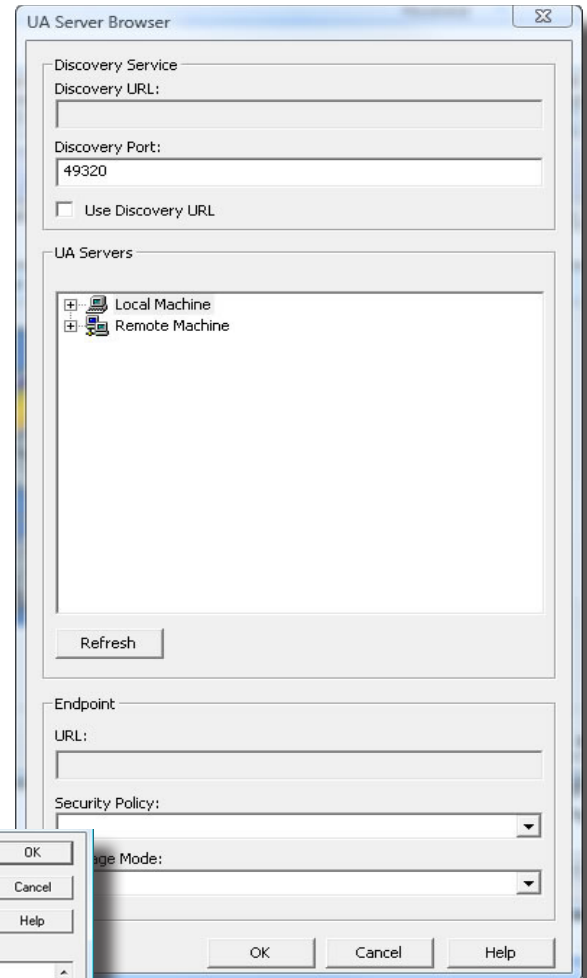 UA Server Browser
Discovery Service
Discovery URL:
Discovery Port:
49320
Use Discovery URL
UA Servers
Local Machine
Remote Machine
Refresh
Endpoint
URL:
Security Policy:
age Mode:
OK
Cancel
Help
OK
Cancel
Help